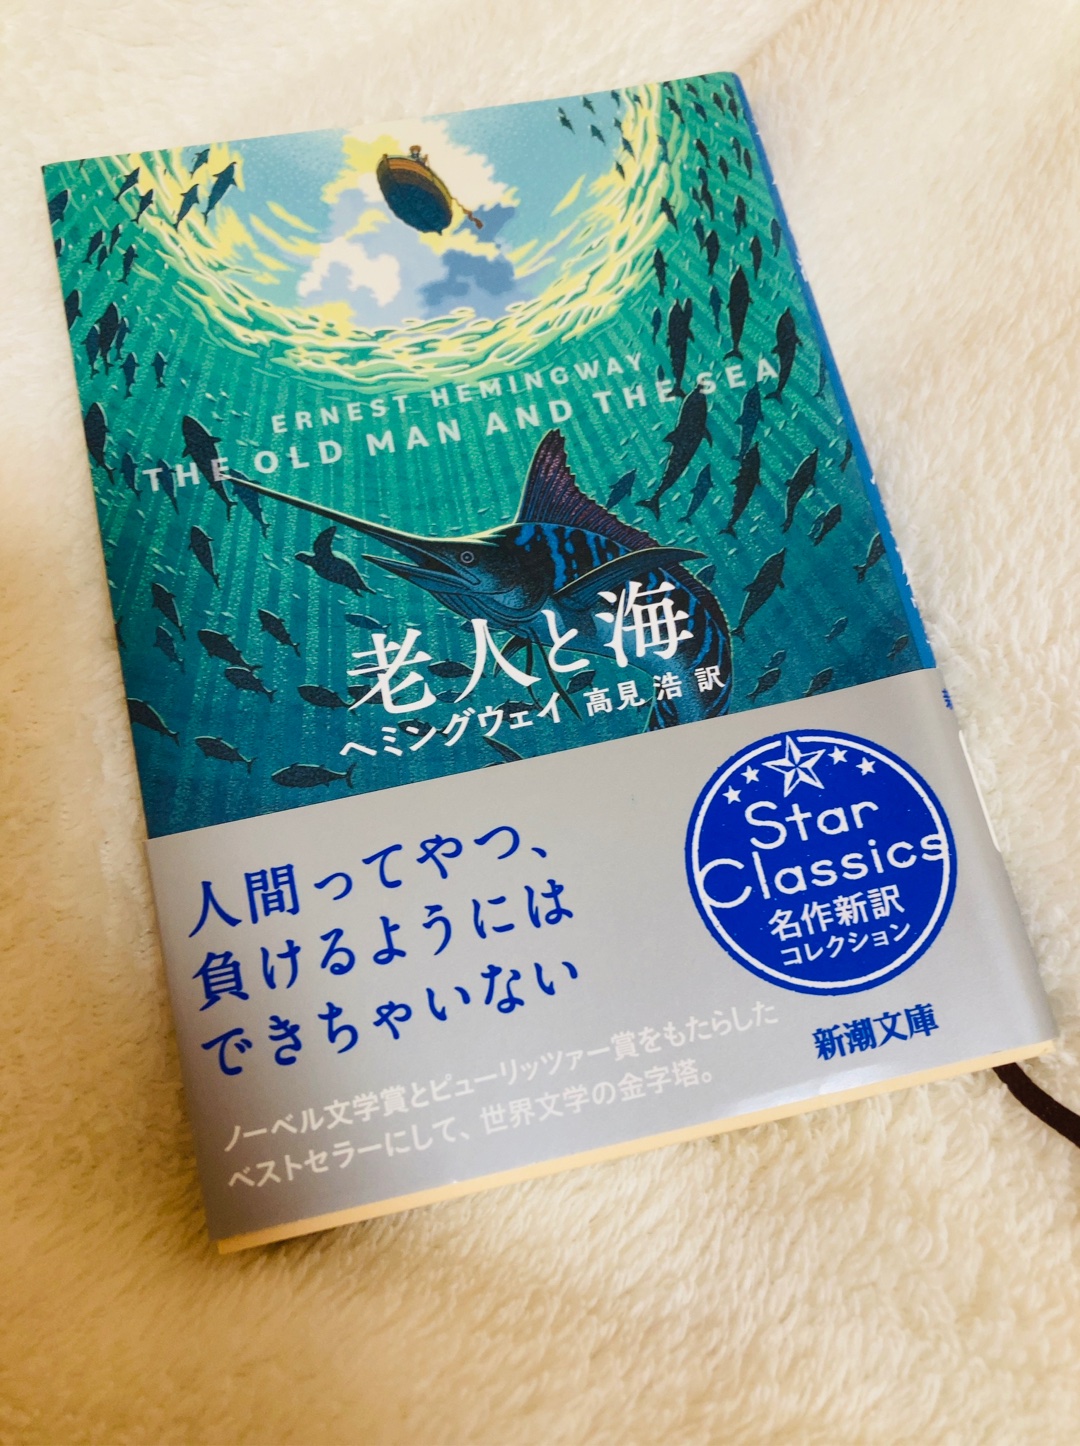 ERNEST HEMINGWAY
THE OLD MAN AND THE SEA
老人と海
ヘミングウェイ 高見 浩 訳
人間ってやつ、
負けるようには
できちゃいない
ノーベル文学賞とピューリッツァー賞をもたらした
ベストセラーにして、世界文学の金字塔。
Star
Classics
名作新訳
コレクション
新潮文庫